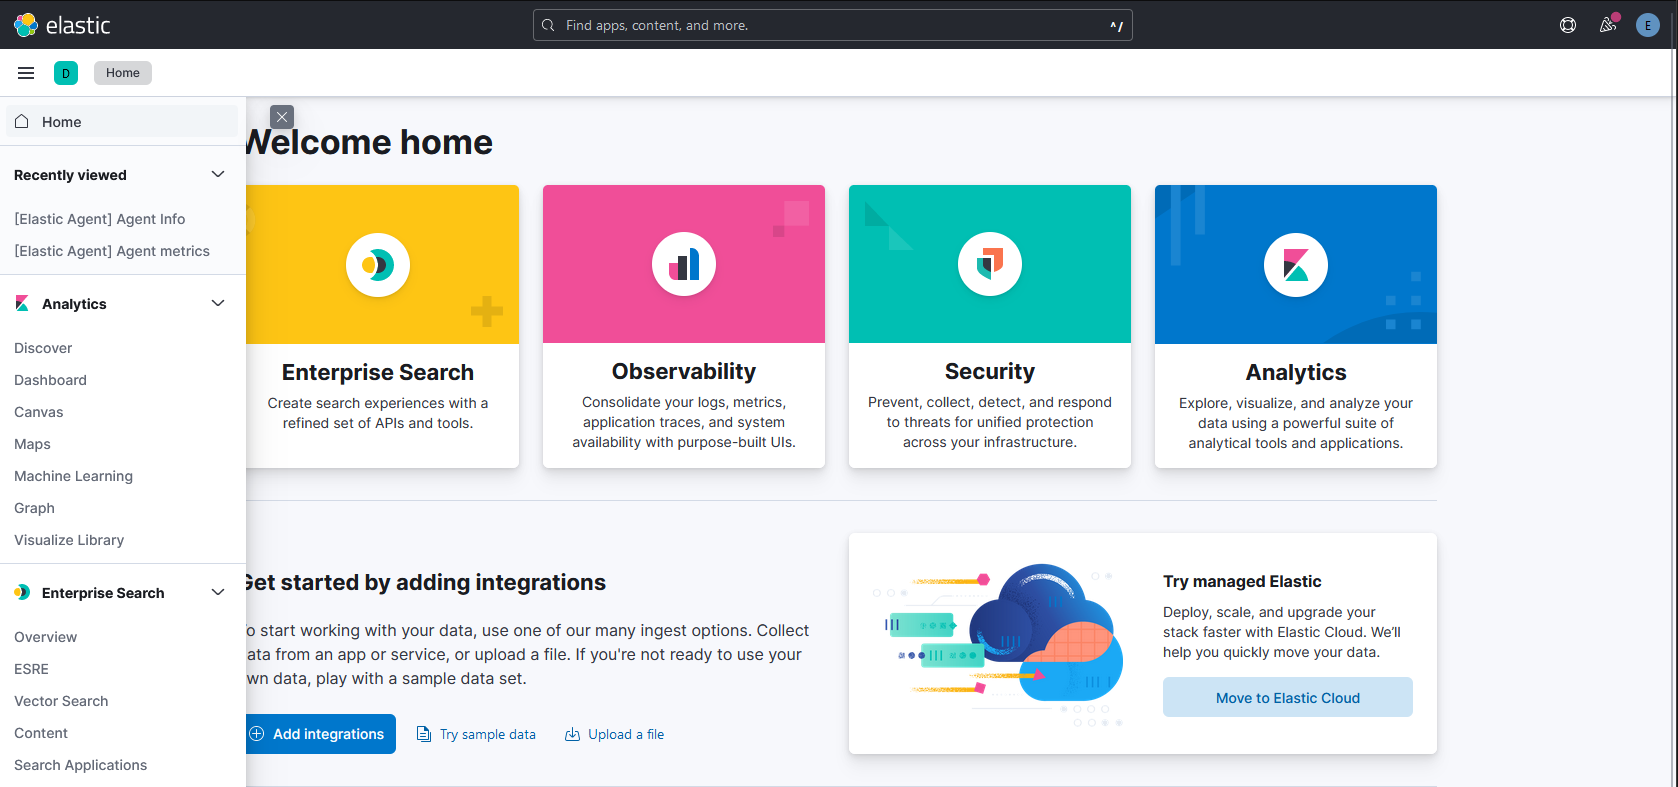 elastic
Find apps, content, and more.
^/
E
D
Home
Home
Recently viewed
[Elastic Agent] Agent Info
[Elastic Agent] Agent metrics
Analytics
Discover
Dashboard
Canvas
Maps
Machine Learning
Graph
Visualize Library
Enterprise Search
Overview
ESRE
Vector Search
Content
Search Applications
Welcome home
Enterprise Search
Create search experiences with a
refined set of APIs and tools.
Observability
Consolidate your logs, metrics,
application traces, and system
availability with purpose-built UIs.
Security
Prevent, collect, detect, and respond
to threats for unified protection
across your infrastructure.
Analytics
Explore, visualize, and analyze your
data using a powerful suite of
analytical tools and applications.
Get started by adding integrations
To start working with your data, use one of our many ingest options. Collect
data from an app or service, or upload a file. If you're not ready to use your
own data, play with a sample data set.
Add integrations
Try sample data
Upload a file
Try managed Elastic
Deploy, scale, and upgrade your
stack faster with Elastic Cloud. We'll
help you quickly move your data.
Move to Elastic Cloud